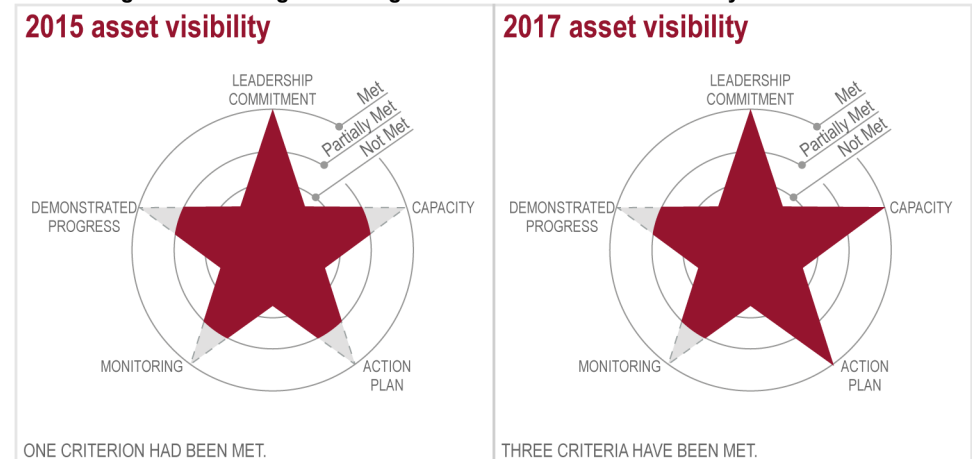 2015 asset visibility
LEADERSHIP
COMMITMENT
Met
Partially Met
Not Met
DEMONSTRATED
PROGRESS
CAPACITY
MONITORING
ACTION
PLAN
ONE CRITERION HAD BEEN MET.
2017 asset visibility
LEADERSHIP
COMMITMENT
Met
Partially Met
Not Met
DEMONSTRATED
PROGRESS
CAPACITY
MONITORING
ACTION
PLAN
THREE CRITERIA HAVE BEEN MET.